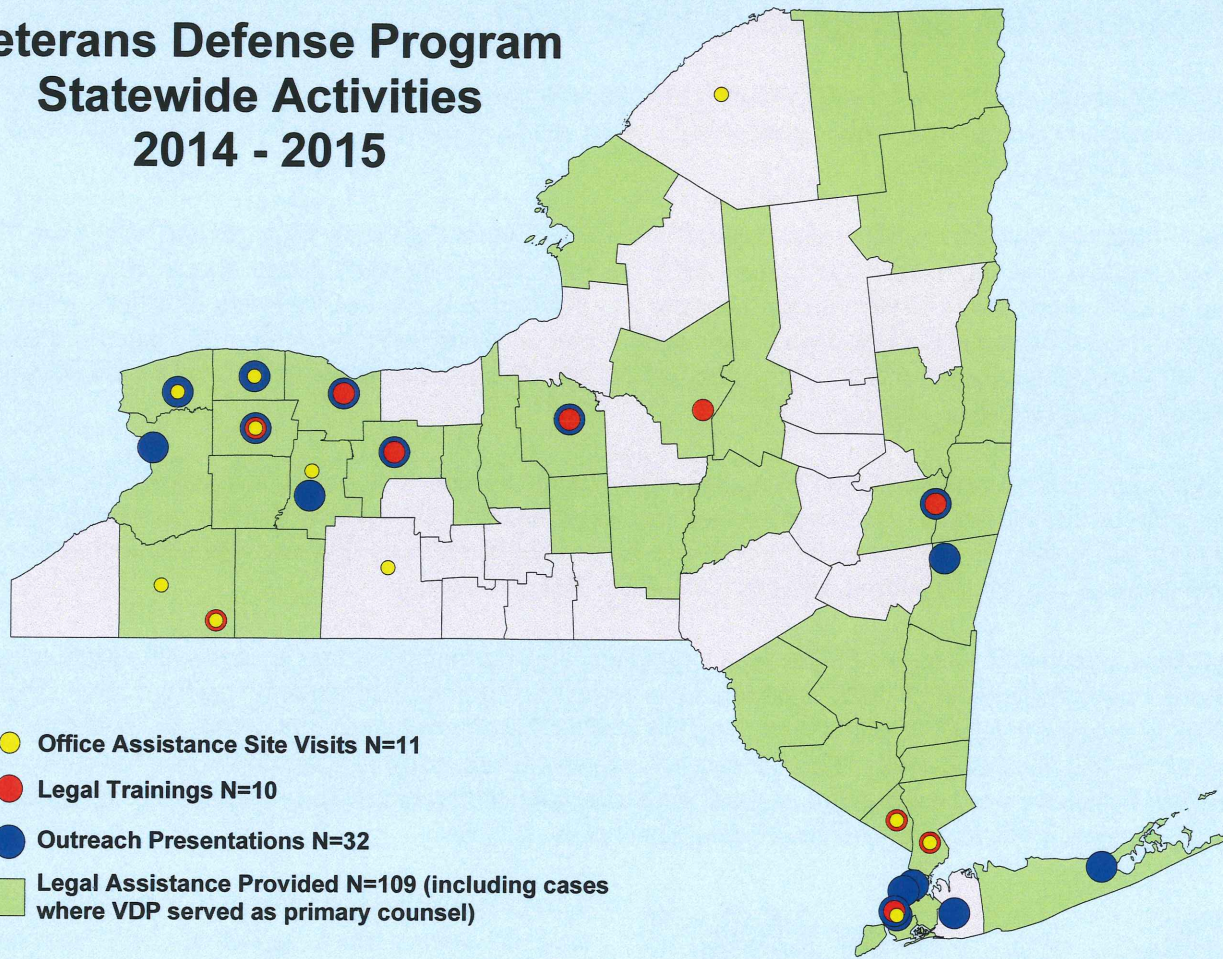 eterans Defense Program
Statewide Activities
2014 - 2015
Office Assistance Site Visits N=11
Legal Trainings N=10
Outreach Presentations N=32
Legal Assistance Provided N=109 (including cases
where VDP served as primary counsel)